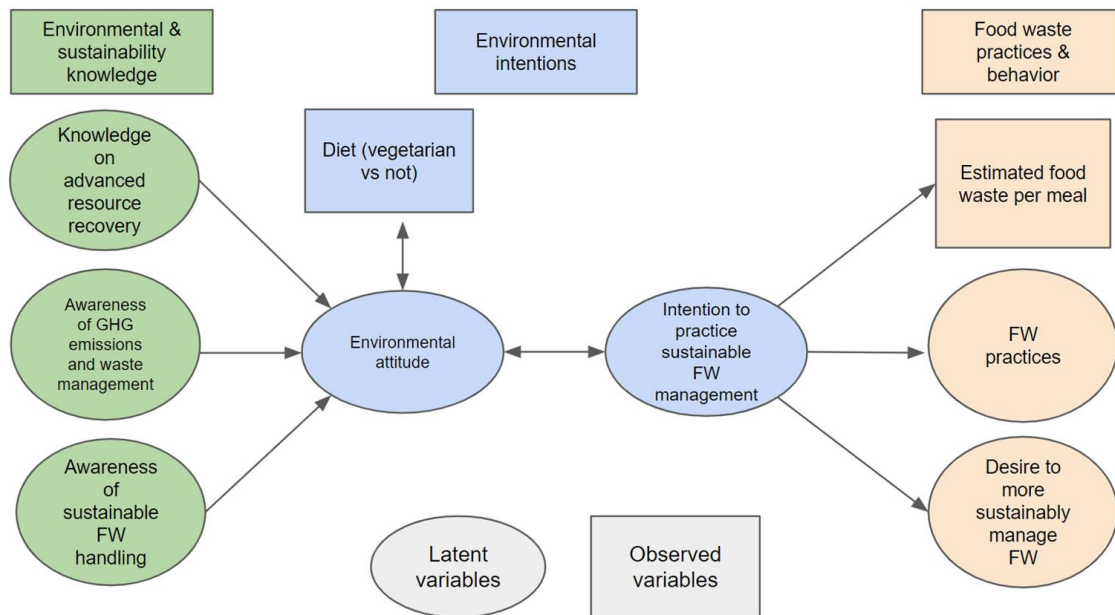 Environmental &
sustainability
knowledge
Environmental
intentions
Food waste
practices &
behavior
Knowledge
on
advanced
resource
recovery
Diet (vegetarian
vs not)
Estimated food
waste per meal
Awareness
of GHG
emissions
and waste
management
Environmental
attitude
Intention to
practice
sustainable
FW
management
FW
practices
Awareness
of
sustainable
FW
handling
Desire to
more
sustainably
manage
FW
Latent
variables
Observed
variables